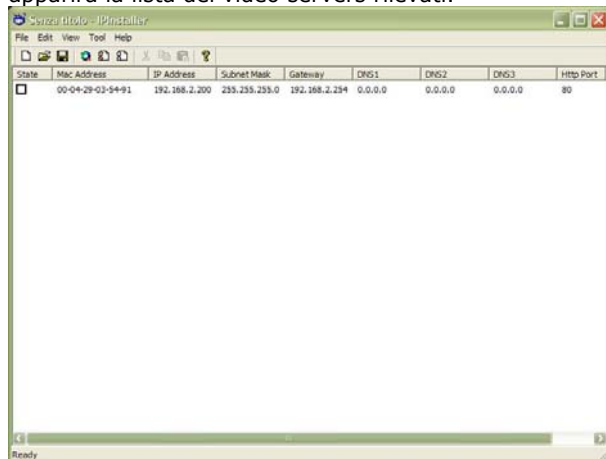 apparirà la lista dei video servers rilevati.
Senza titolo - IPInstaller
File Edit View Tool Help
State Mac Address IP Address Subnet Mask Gateway DNS1 DNS2 DNS3 Http Port
00-04-29-03-54-91 192.168.2.200 255.255.255.0 192.168.2.254 0.0.0.0 0.0.0.0 0.0.0.0 80
Ready